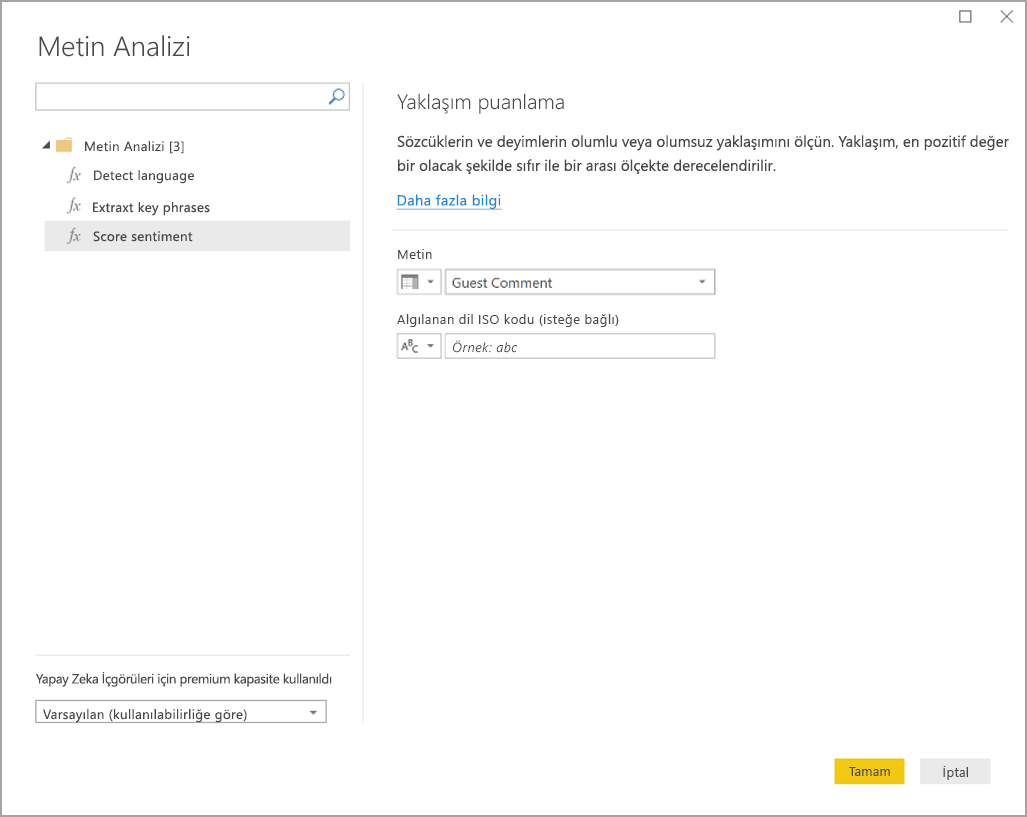 Metin Analizi
Yaklaşım puanlama
Sözcüklerin ve deyimlerin olumlu veya olumsuz yaklaşımını ölçün. Yaklaşım, en pozitif değer
bir olacak şekilde sıfır ile bir arası ölçekte derecelendirilir.
Daha fazla bilgi
Metin Analizi [3]
fx Detect language
fx Extraxt key phrases
fx Score sentiment
Metin
Guest Comment
Algılanan dil ISO kodu (isteğe bağlı)
ABC Örnek: abc
Yapay Zeka İçgörüleri için premium kapasite kullanıldı
Varsayılan (kullanılabilirliğe göre)
Tamam İptal